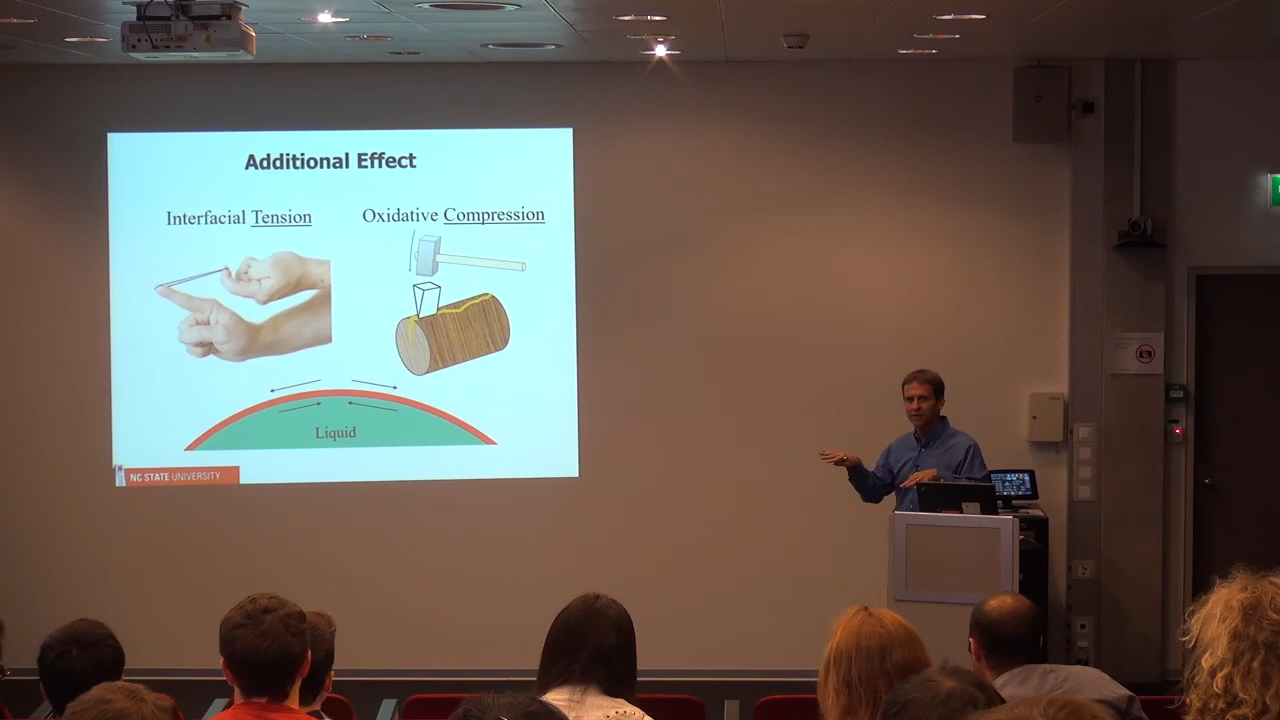 Additional Effect
Interfacial Tension
Oxidative Compression
Liquid
NC STATE UNIVERSITY